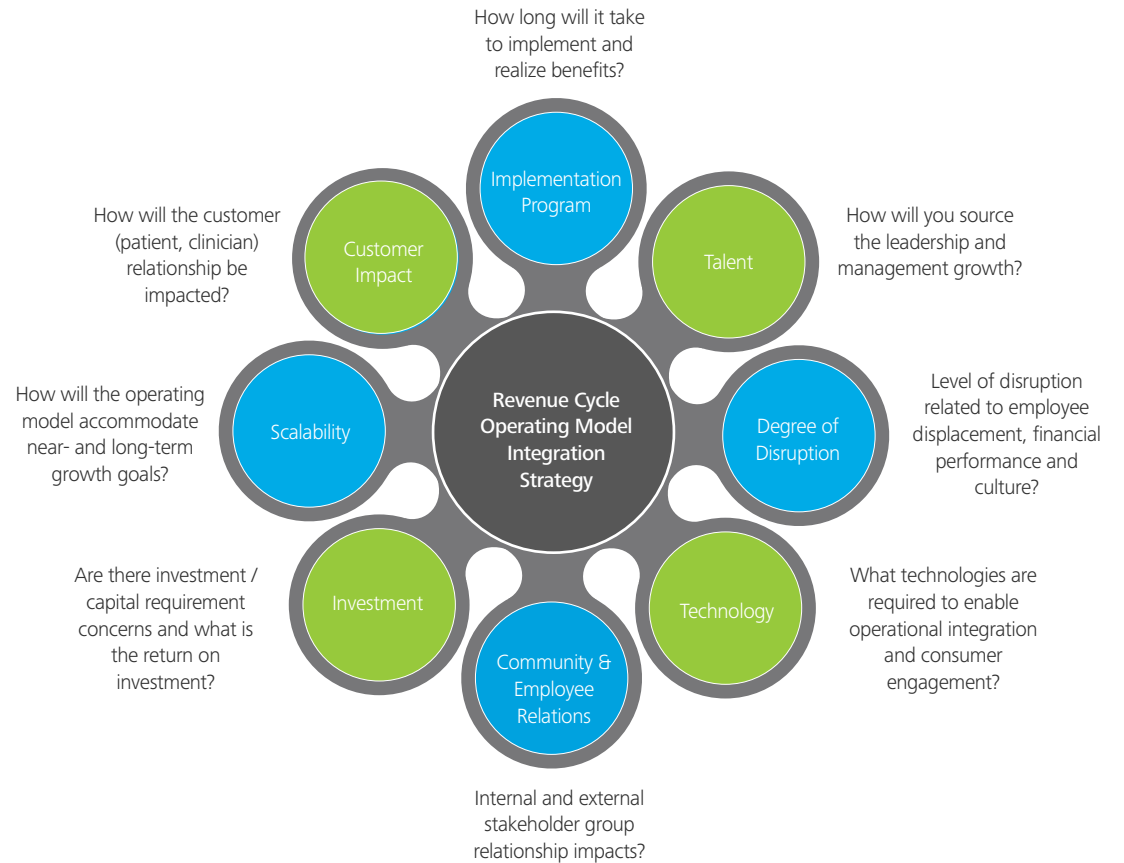 How long will it take
to implement and
realize benefits?
Implementation
Program
How will you source
the leadership and
management growth?
Talent
Level of disruption
related to employee
displacement, financial
performance and
culture?
Degree of
Disruption
What technologies are
required to enable
operational integration
and consumer
engagement?
Technology
Community &
Employee
Relations
Internal and external
stakeholder group
relationship impacts?
Investment
Are there investment /
capital requirement
concerns and what is
the return on
investment?
Scalability
How will the operating
model accommodate
near- and long-term
growth goals?
Customer
Impact
How will the customer
(patient, clinician)
relationship be
impacted?
Revenue Cycle
Operating Model
Integration
Strategy